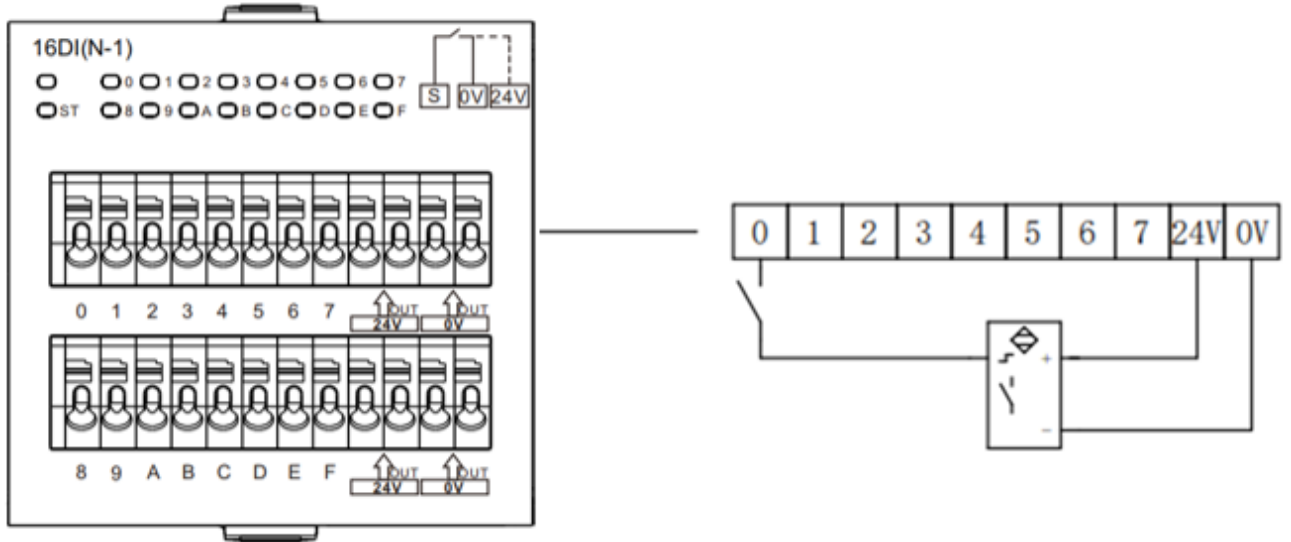 16DI(N-1)
0 1 2 3 4 5 6 7
ST 8 9 A B C D E F
S 0V 24V
0 1 2 3 4 5 6 7 OUT OUT
24V 0V
8 9 A B C D E F OUT OUT
24V 0V
0 1 2 3 4 5 6 7 24V 0V
+
-